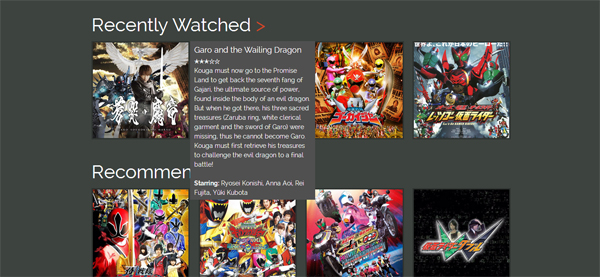 Recently Watched >
Garo and the Wailing Dragon
★★★☆☆
Kouga must now go to the Promise
Land to get back the seventh fang of
Gajari, the ultimate source of power,
found inside the body of an evil dragon.
But when he got there, his three sacred
treasures (Zaruba ring, white clerical
garment and the sword of Garo) were
missing, thus he cannot become Garo
Kouga must first retrieve his treasures
to challenge the evil dragon to a final
battle!
Starring: Ryosei Konishi, Anna Aoi, Rei
Fujita, Yûki Kubota
Recommen